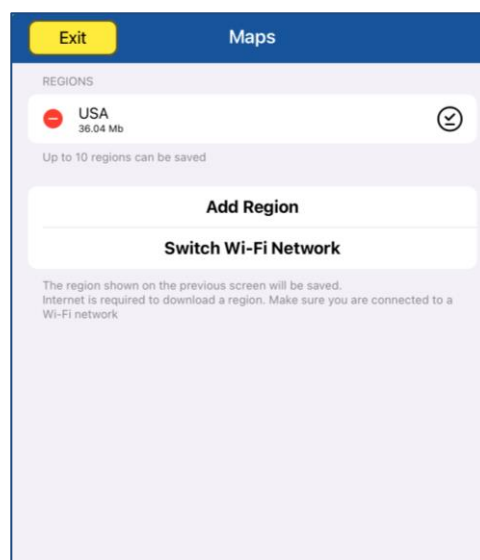 Exit
Maps
REGIONS
USA
36.04 Mb
Up to 10 regions can be saved
Add Region
Switch Wi-Fi Network
The region shown on the previous screen will be saved.
Internet is required to download a region. Make sure you are connected to a
Wi-Fi network